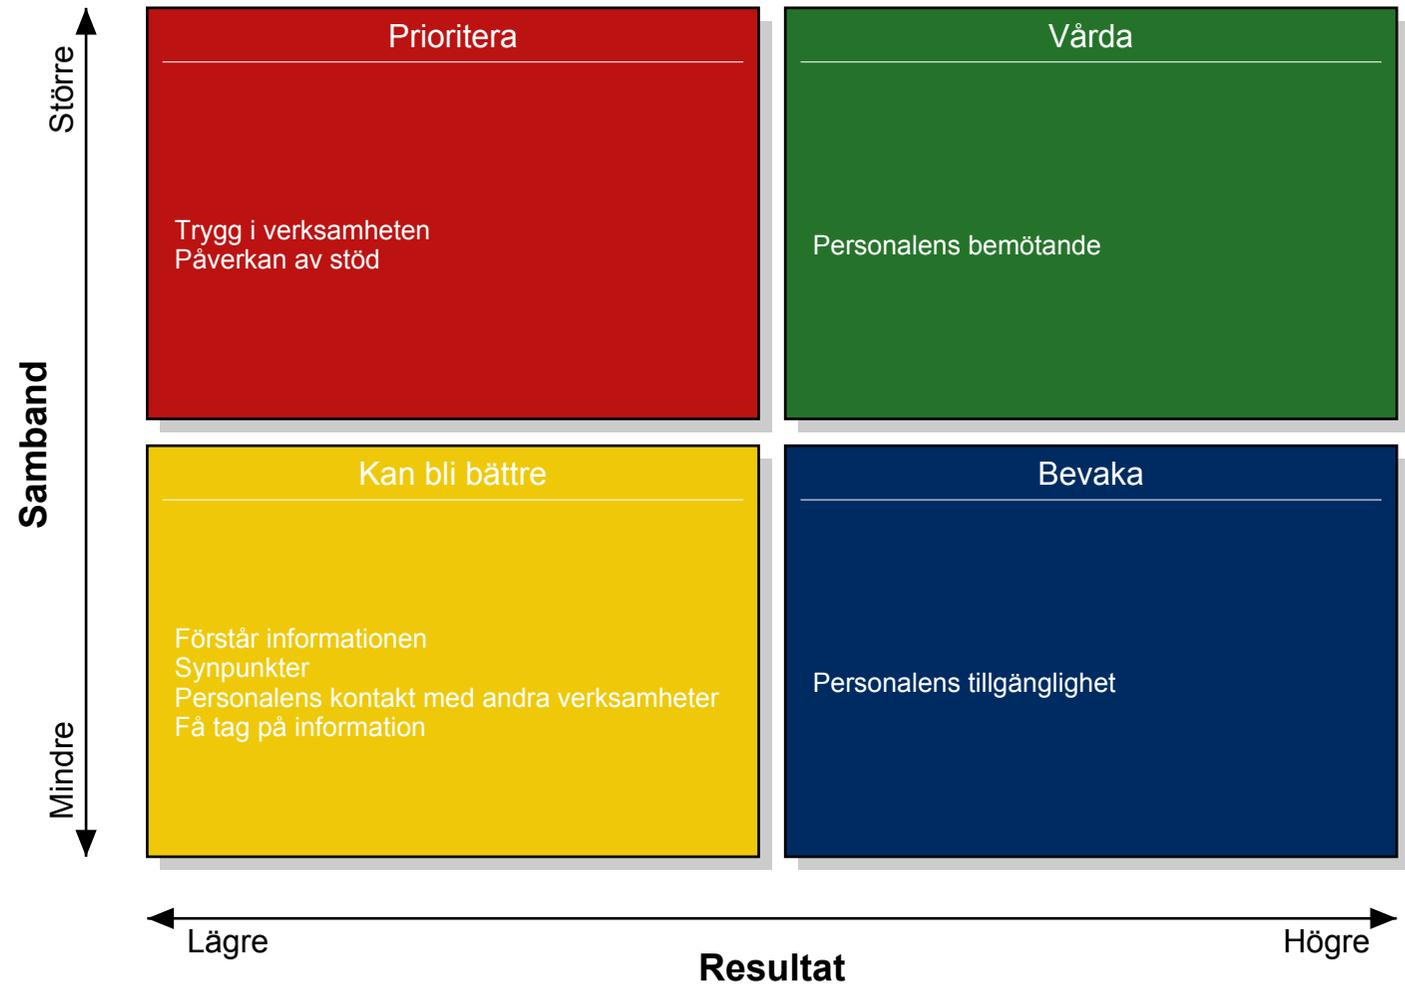 Större
Samband
Mindre
Prioritera
Trygg i verksamheten
Påverkan av stöd
Vårda
Personalens bemötande
Kan bli bättre
Förstår informationen
Synpunkter
Personalens kontakt med andra verksamheter
Få tag på information
Bevaka
Personalens tillgänglighet
Lägre
Högre
Resultat